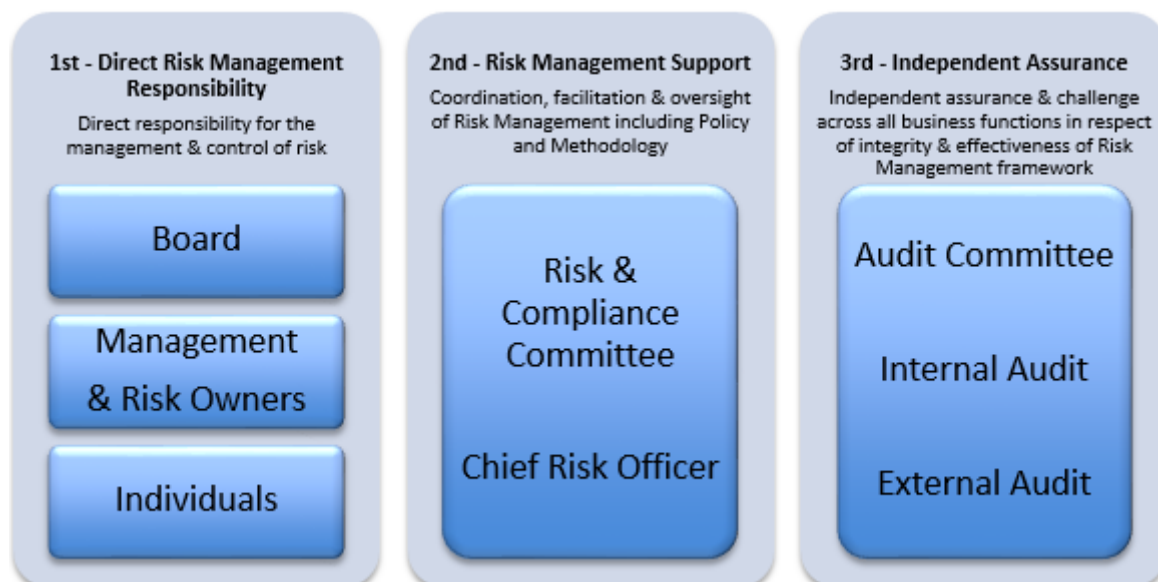 1st - Direct Risk Management
Responsibility
Direct responsibility for the
management & control of risk
Board
Management
& Risk Owners
Individuals
2nd - Risk Management Support
Coordination, facilitation & oversight
of Risk Management including Policy
and Methodology
Risk &
Compliance
Committee
Chief Risk Officer
3rd - Independent Assurance
Independent assurance & challenge
across all business functions in respect
of integrity & effectiveness of Risk
Management framework
Audit Committee
Internal Audit
External Audit